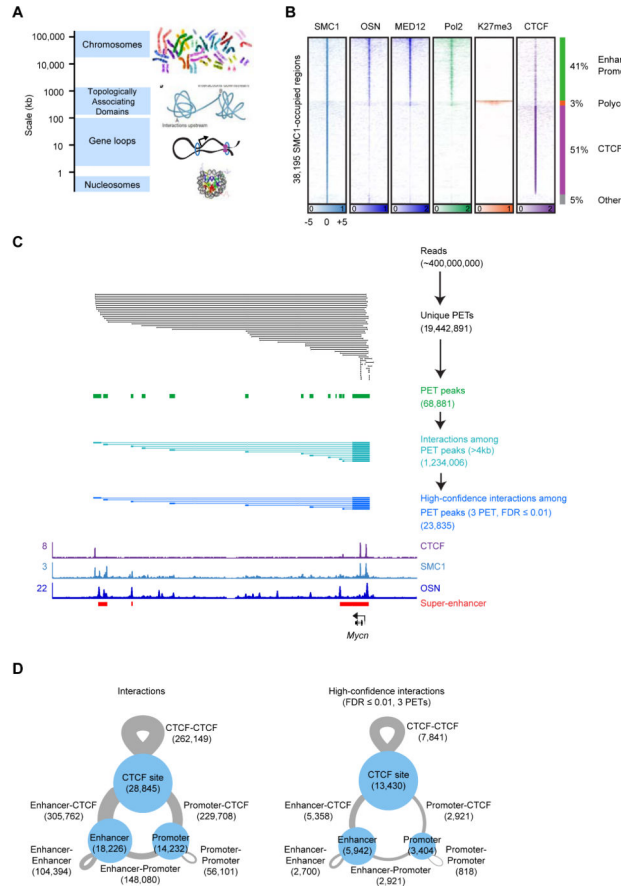 A
Scale (kb)
100,000
10,000
1000
100
10
1
Chromosomes
Topologically
Associating
Domains
Gene loops
Nucleosomes
Interactions upstream
B
SMC1 OSN MED12 Pol2 K27me3 CTCF
38,195 SMC1-occupied regions
41%
Promo
3%
Polyco
51%
CTCF
5%
Other
0 1
0
0
0 2
0
0 2
-5 0 +5
C
Reads
(~400,000,000)
Unique PETs
(19,442,891)
PET peaks
(68,881)
Interactions among
PET peaks (>4kb)
(1,234,006)
High-confidence interactions among
PET peaks (3 PET, FDR ≤ 0.01)
(23,835)
8 CTCF
3 SMC1
22 OSN
Super-enhancer
Mycn
D
Interactions
CTCF-CTCF
(262,149)
CTCF site
(28,845)
Enhancer-CTCF
(305,762)
Promoter-CTCF
(229,708)
Enhancer
(18,226)
Promoter
(14,232)
Enhancer-
Enhancer
(104,394)
Enhancer-Promoter
(148,080)
Promoter-
Promoter
(56,101)
High-confidence interactions
(FDR ≤ 0.01, 3 PETs)
CTCF-CTCF
(7,841)
CTCF site
(13,430)
Enhancer-CTCF
(5,358)
Promoter-CTCF
(2,921)
Enhancer
(5,942)
Promoter
(3,404)
Enhancer-
Enhancer
(2,700)
Enhancer-Promoter
(2,921)
Promoter-
Promoter
(818)